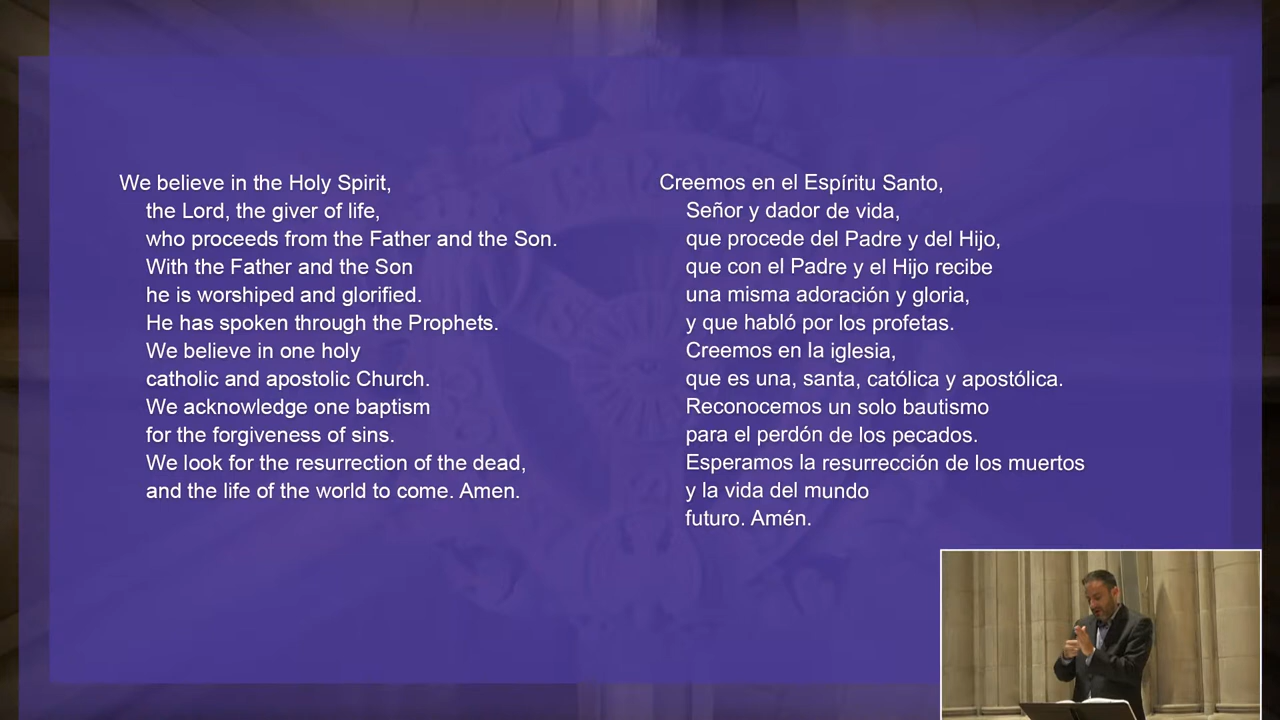 We believe in the Holy Spirit,
the Lord, the giver of life,
who proceeds from the Father and the Son.
With the Father and the Son
he is worshiped and glorified.
He has spoken through the Prophets.
We believe in one holy
catholic and apostolic Church.
We acknowledge one baptism
for the forgiveness of sins.
We look for the resurrection of the dead,
and the life of the world to come. Amen.
Creemos en el Espíritu Santo,
Señor y dador de vida,
que procede del Padre y del Hijo,
que con el Padre y el Hijo recibe
una misma adoración y gloria,
y que habló por los profetas.
Creemos en la iglesia,
que es una, santa, católica y apostólica.
Reconocemos un solo bautismo
para el perdón de los pecados.
Esperamos la resurrección de los muertos
y la vida del mundo
futuro. Amén.